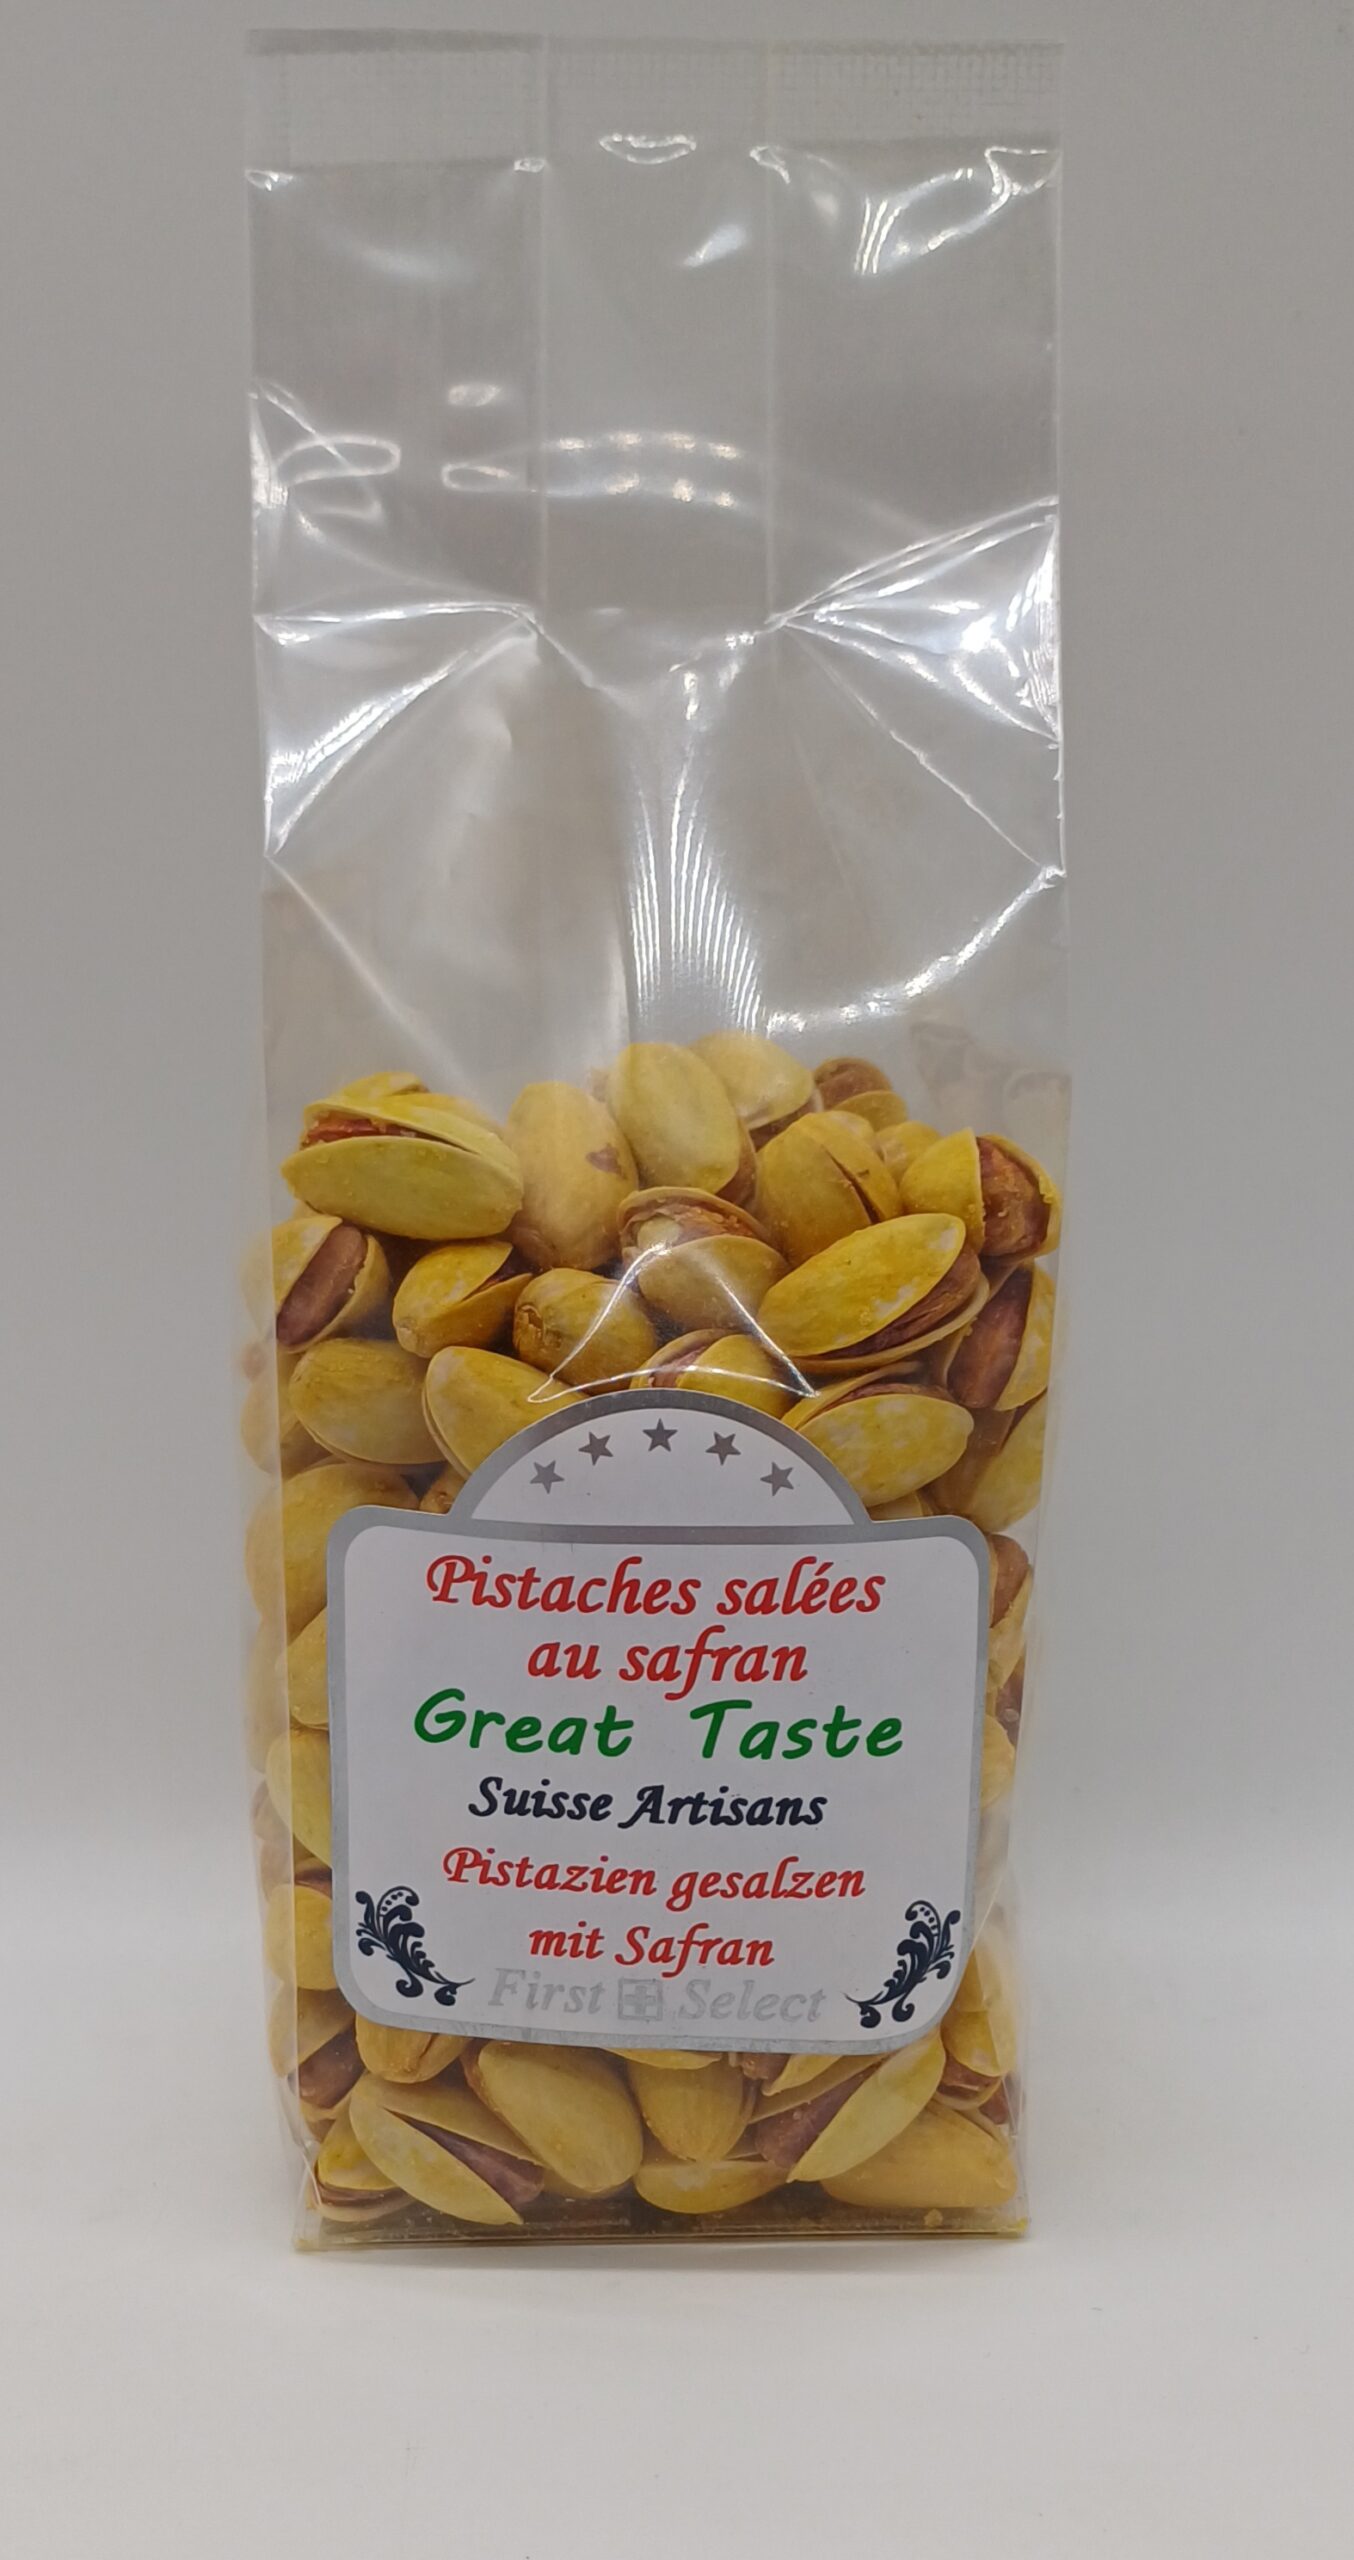 Pistaches salées
au safran
Great Taste
Suisse Artisans
Pistazien gesalzen
mit Safran
First Select